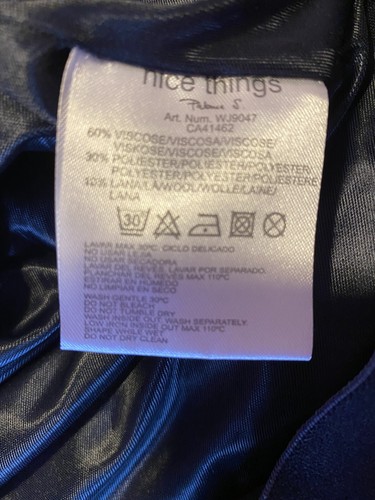 nice things
Paloma S.
Art. Num. WJ9047
CA41462
60% VISCOSE/VISCOSA/VISCOSE/
VISKOSE/VISCOSE/VISCOSA
30% POLIESTER/POLIESTER/POLYESTER/
POLYESTER/POLYESTER/POLIESTERE
10% LANA/LÀ/WOOL/WOLLE/LAINE/
LANA
30
LAVAR MAX 30ºC. CICLO DELICADO
NO USAR LEJIA
NO USAR SECADORA
LAVAR DEL REVES. LAVAR POR SEPARADO.
PLANCHAR DEL REVES MAX 110ºC
ESTIRAR EN HÚMEDO
NO LIMPIAR EN SECO
WASH GENTLE 30ºC
DO NOT BLEACH
DO NOT TUMBLE DRY
WASH INSIDE OUT WASH SEPARATELY
LOW IRON INSIDE OUT MAX 110ºC
SHAPE WHILE WET
DO NOT DRY CLEAN